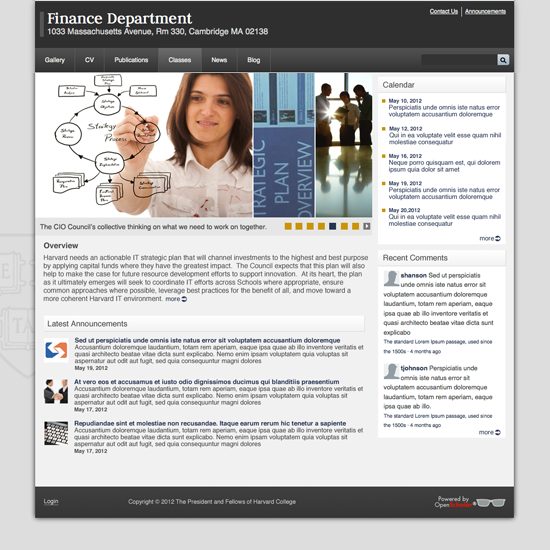 Finance Department
1033 Massachusetts Avenue, Rm 330, Cambridge MA 02138
Contact Us
Announcements
Gallery
CV
Publications
Classes
News
Blog
Strategy
Process
STRATEGIC
PLAN
OVERVIEW
The CIO Council's collective thinking on what we need to work on together.
Overview
Harvard needs an actionable IT strategic plan that will channel investments to the highest and best purpose
by applying capital funds where they have the greatest impact. The Council expects that this plan will also
help to make the case for future resource development efforts to support innovation. At its heart, the plan
as it ultimately emerges will seek to coordinate IT efforts across Schools where appropriate, ensure
common approaches where possible, leverage best practices for the benefit of all, and move toward a
more coherent Harvard IT environment. more
Latest Announcements
Sed ut perspiciatis unde omnis iste natus error sit voluptatem accusantium doloremque
Accusantium doloremque laudantium, totam rem aperiam, eaque ipsa quae ab illo inventore veritatis et
quasi architecto beatae vitae dicta sunt explicabo. Nemo enim ipsam voluptatem quia voluptas sit
aspernatur aut odit aut fugit, sed quia consequuntur magni dolores
May 19, 2012
At vero eos et accusamus et iusto odio dignissimos ducimus qui blanditiis praesentium
Accusantium doloremque laudantium, totam rem aperiam, eaque ipsa quae ab illo inventore veritatis et
quasi architecto beatae vitae dicta sunt explicabo. Nemo enim ipsam voluptatem quia voluptas sit
aspernatur aut odit aut fugit, sed quia consequuntur magni dolores
May 17, 2012
Repudiandae sint et molestiae non recusandae. Itaque earum rerum hic tenetur a sapiente
Accusantium doloremque laudantium, totam rem aperiam, eaque ipsa quae ab illo inventore veritatis et
quasi architecto beatae vitae dicta sunt explicabo. Nemo enim ipsam voluptatem quia voluptas sit
aspernatur aut odit aut fugit, sed quia consequuntur magni dolores
May 17, 2012
Calendar
May 10, 2012
Perspiciatis unde omnis iste natus error
voluptatem accusantium doloremque
May 12, 2012
Qui in ea voluptate velit esse quam nihil
molestiae consequatur
May 16, 2012
Neque porro quisquam est, qui dolorem
ipsum quia dolor sit amet
May 19, 2012
Perspiciatis unde omnis iste natus error
voluptatem accusantium doloremque
May 20,2012
Qui in ea voluptate velit esse quam nihil
molestiae consequatur
more
Recent Comments
shanson Sed ut perspiciatis
unde omnis iste natus error sit
voluptatem accusantium doloremque
laudantium, totam rem aperiam, eaque
ipsa quae ab illo inventore veritatis et
quasi architecto beatae vitae dicta sunt
explicabo
The standard Lorem Ipsum passage, used since
the 1500s · 4 months ago
tjohnson Perspiciatis unde
omnis iste natus error sit
voluptatem accusantium doloremque
laudantium, totam rem aperiam, eaque
ipsa quae ab illo.
The standard Lorem Ipsum passage, used since
the 1500s · 4 months ago
more
Login
Copyright © 2012 The President and Fellows of Harvard College
Powered by
OpenScholar